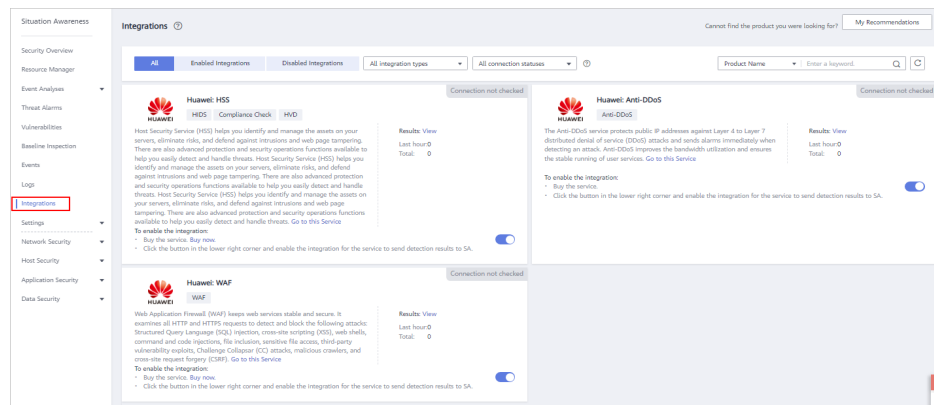 Situation Awareness
Security Overview
Resource Manager
Event Analyses
Threat Alarms
Vulnerabilities
Baseline Inspection
Events
Logs
Integrations
Settings
Network Security
Host Security
Application Security
Data Security
Integrations
Cannot find the product you were looking for?
My Recommendations
All
Enabled Integrations
Disabled Integrations
All integration types
All connection statuses
Product Name
Enter a keyword.
Connection not checked
HUAWEI
Huawei: HSS
HIDS Compliance Check HVD
Host Security Service (HSS) helps you identify and manage the assets on your
servers, eliminate risks, and defend against intrusions and web page tampering.
There are also advanced protection and security operations functions available to
help you easily detect and handle threats. Host Security Service (HSS) helps you
identify and manage the assets on your servers, eliminate risks, and defend
against intrusions and web page tampering. There are also advanced protection
and security operations functions available to help you easily detect and handle
threats. Host Security Service (HSS) helps you identify and manage the assets on
your servers, eliminate risks, and defend against intrusions and web page
tampering. There are also advanced protection and security operations functions
available to help you easily detect and handle threats. Go to this Service
To enable the integration:
Buy the service. Buy now.
Click the button in the lower right corner and enable the integration for the service to send detection results to SA.
Results: View
Last hour:0
Total: 0
Connection not checked
HUAWEI
Huawei: Anti-DDoS
Anti-DDoS
The Anti-DDoS service protects public IP addresses against Layer 4 to Layer 7
distributed denial of service (DDoS) attacks and sends alarms immediately when
detecting an attack. Anti-DDoS improves the bandwidth utilization and ensures
the stable running of user services. Go to this Service
To enable the integration:
Buy the service.
Click the button in the lower right corner and enable the integration for the service to send detection results to SA.
Results: View
Last hour:0
Total: 0
Connection not checked
HUAWEI
Huawei: WAF
WAF
Web Application Firewall (WAF) keeps web services stable and secure. It
examines all HTTP and HTTPS requests to detect and block the following attacks:
Structured Query Language (SQL) injection, cross-site scripting (XSS), web shells,
command and code injections, file inclusion, sensitive file access, third-party
vulnerability exploits, Challenge Collapsar (CC) attacks, malicious crawlers, and
cross-site request forgery (CSRF). Go to this Service
To enable the integration:
Buy the service. Buy now.
Click the button in the lower right corner and enable the integration for the service to send detection results to SA.
Results: View
Last hour:0
Total: 0